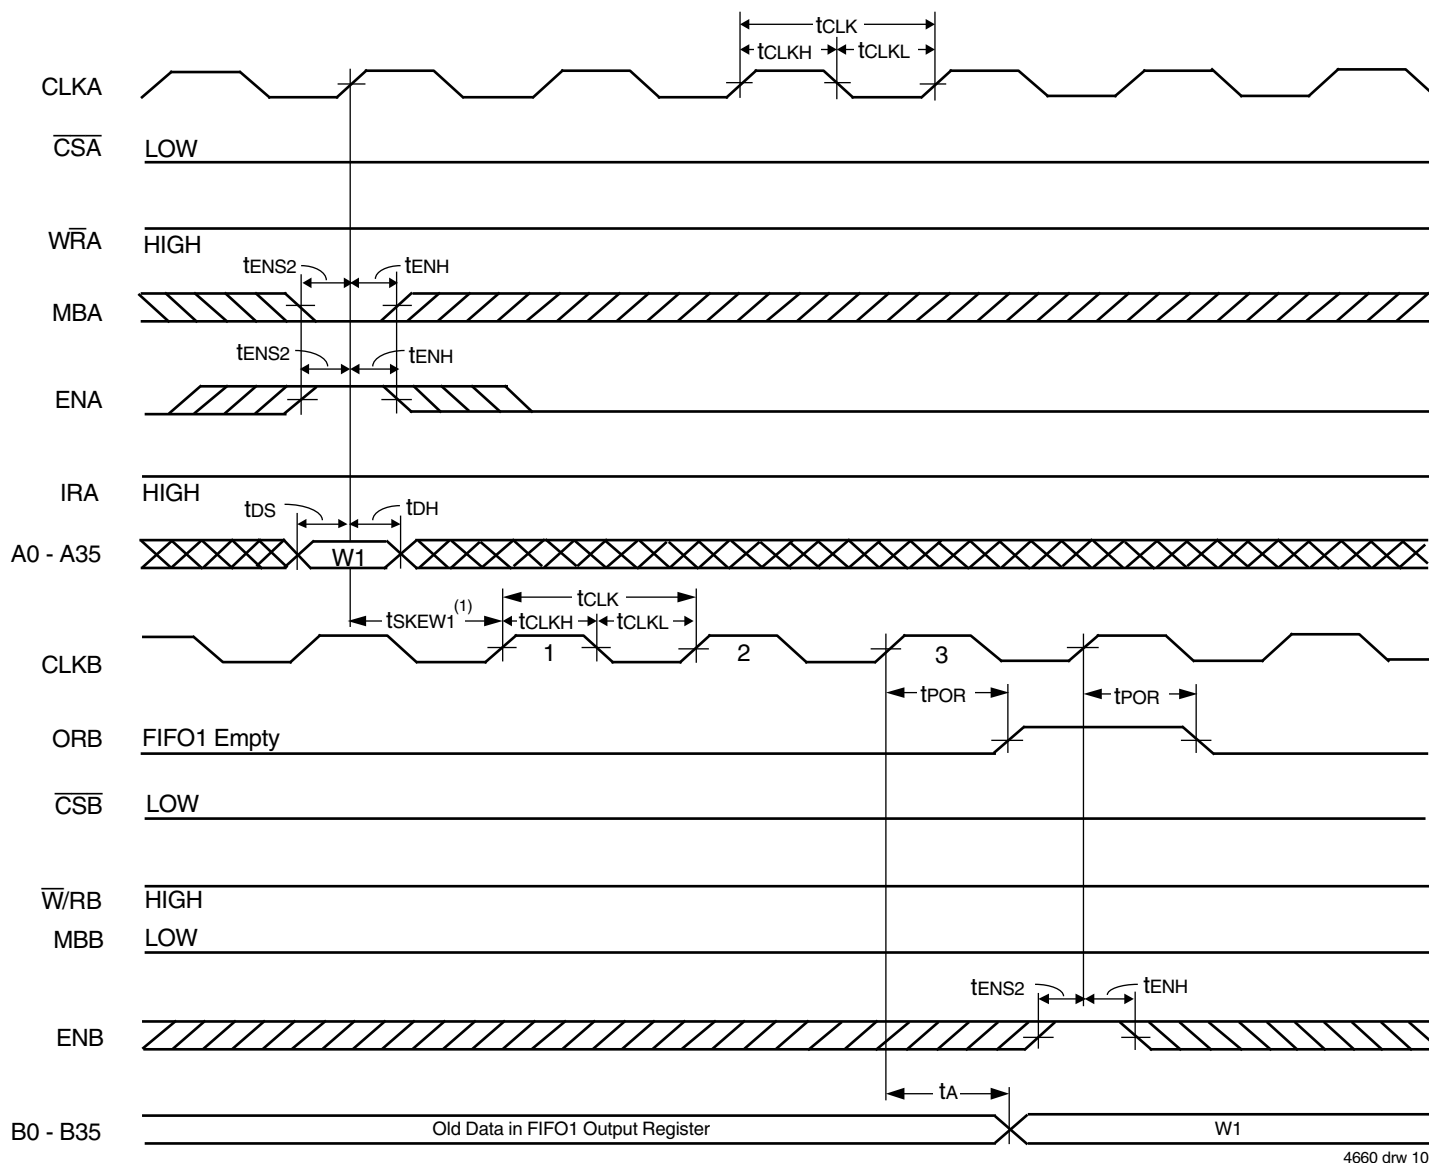 tCLK
tCLKH tCLKL
CLKA
CSA LOW
WRA HIGH
tENS2 tENH
MBA
tENS2 tENH
ENA
IRA HIGH
tDS tDH
A0 - A35 W1
tCLK
tSKEW1(1) tCLKH tCLKL
CLKB 1 2 3
tPOR tPOR
ORB FIFO1 Empty
CSB LOW
W/RB HIGH
MBB LOW
tENS2 tENH
ENB
tA
B0 - B35 Old Data in FIFO1 Output Register W1
4660 drw 10